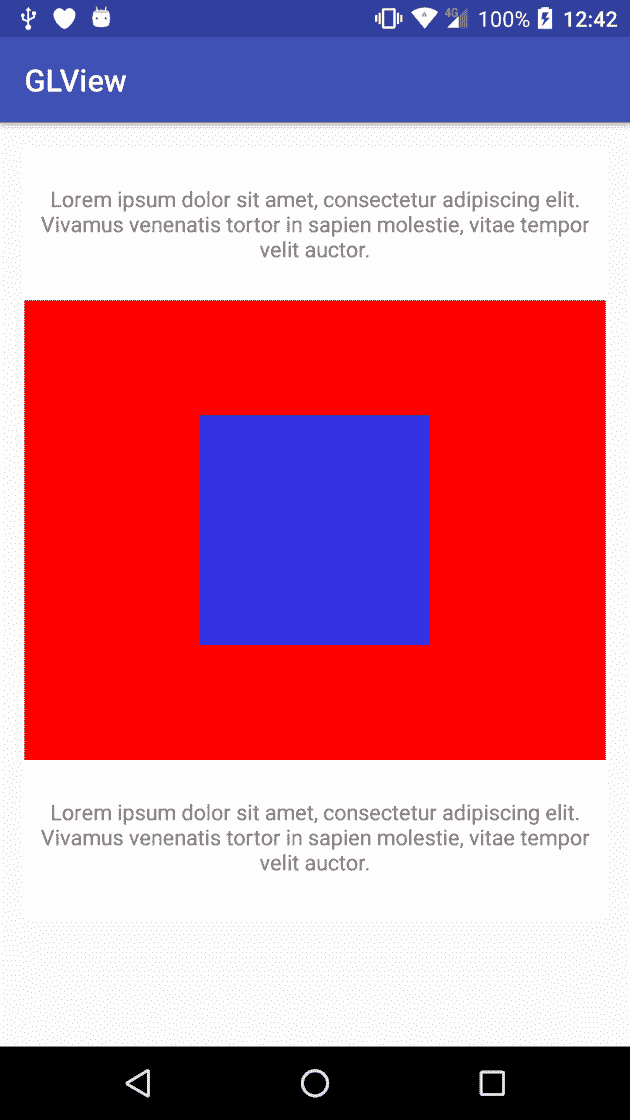 4G 100% 12:42
GLView
Lorem ipsum dolor sit amet, consectetur adipiscing elit.
Vivamus venenatis tortor in sapien molestie, vitae tempor
velit auctor.
Lorem ipsum dolor sit amet, consectetur adipiscing elit.
Vivamus venenatis tortor in sapien molestie, vitae tempor
velit auctor.